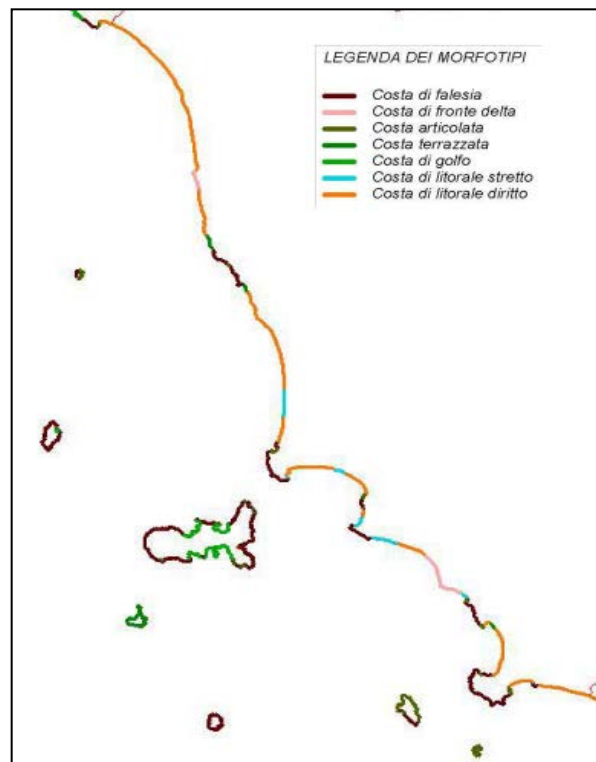 LEGENDA DEI MORFOTIPI
Costa di falesia
Costa di fronte delta
Costa articolata
Costa terrazzata
Costa di golfo
Costa di litorale stretto
Costa di litorale diritto